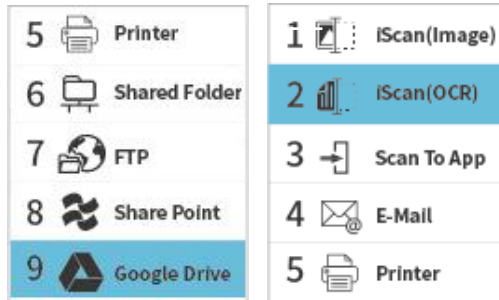 5 Printer
6 Shared Folder
7 FTP
8 Share Point
9 Google Drive
1 iScan(Image)
2 iScan(OCR)
3 Scan To App
4 E-Mail
5 Printer